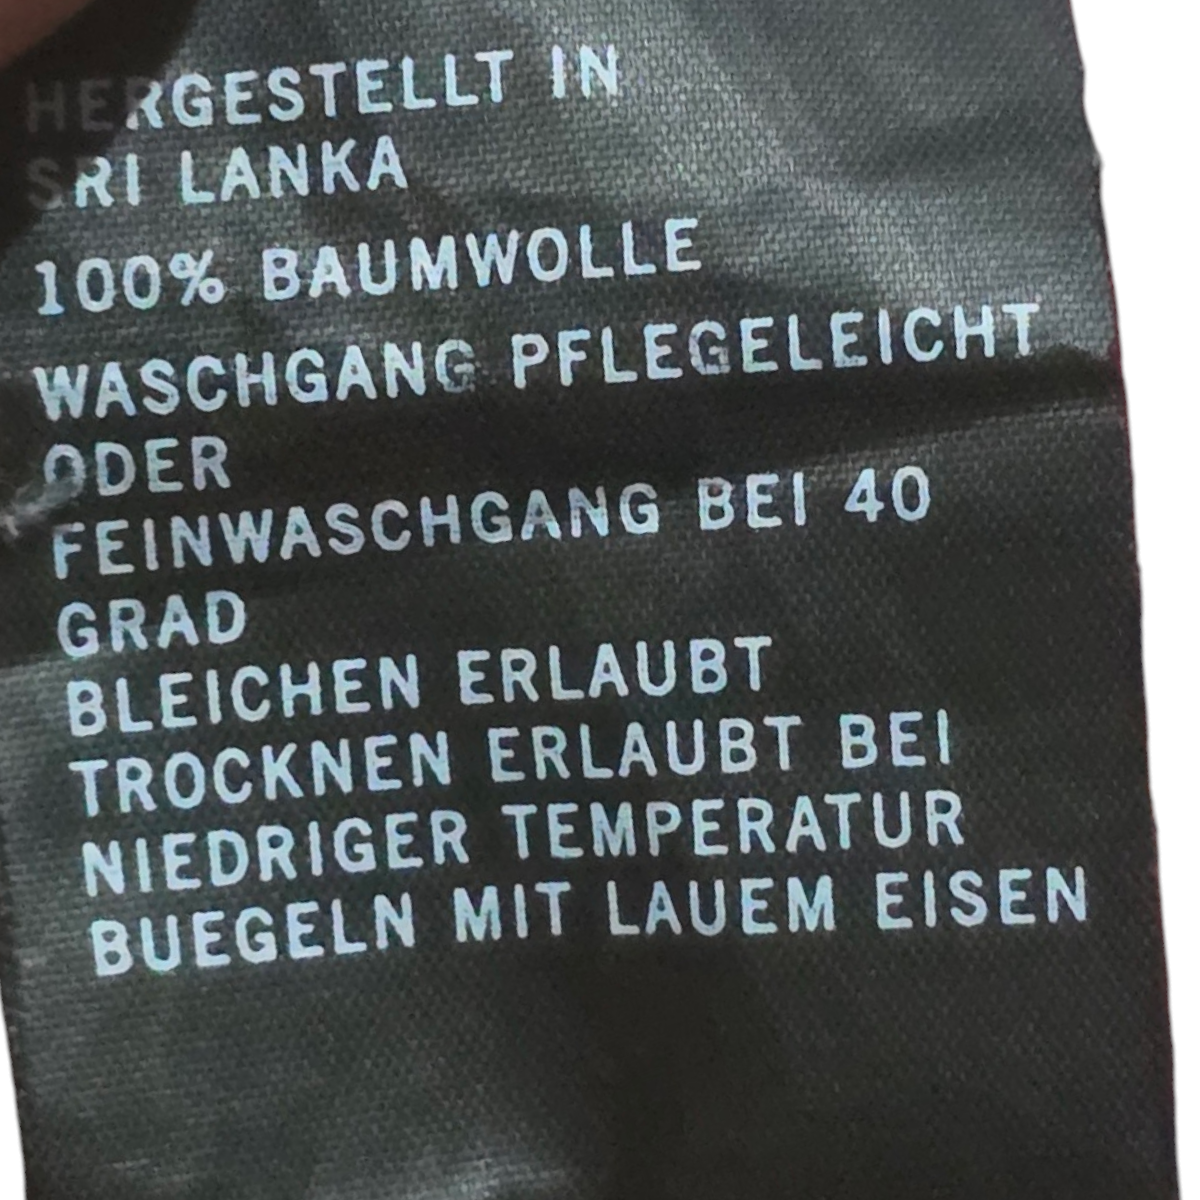 HERGESTELLT IN
SRI LANKA
100% BAUMWOLLE
WASCHGANG PFLEGELEICHT
ODER
FEINWASCHGANG BEI 40
GRAD
BLEICHEN ERLAUBT
TROCKNEN ERLAUBT BEI
NIEDRIGER TEMPERATUR
BUEGELN MIT LAUEM EISEN